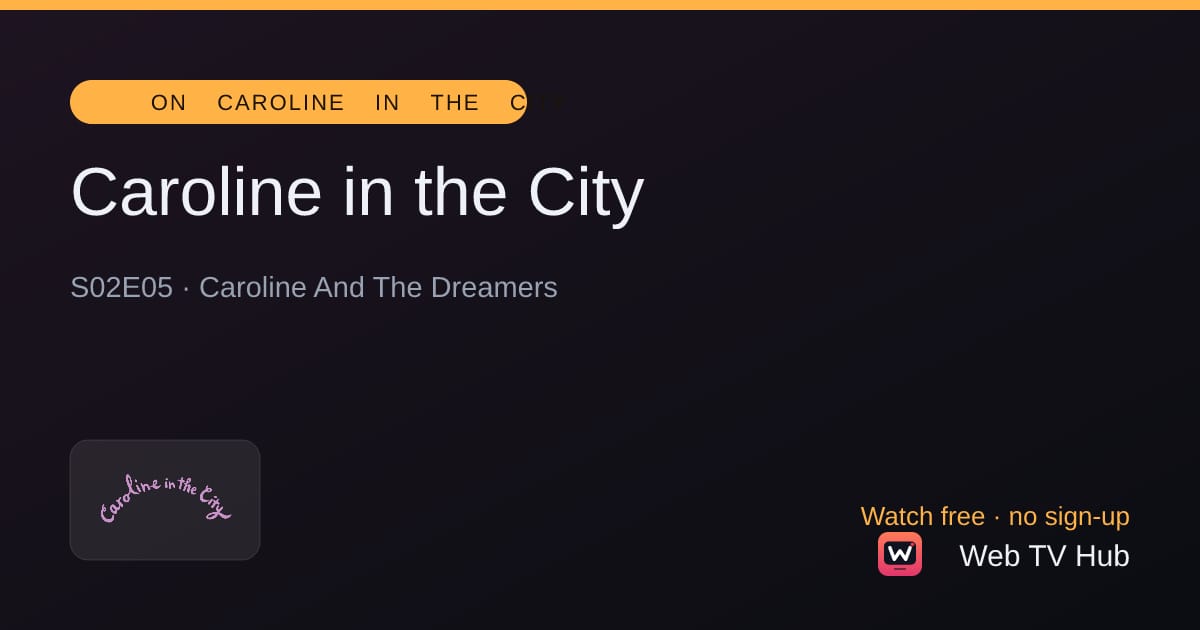 ON CAROLINE IN THE CITY
Caroline in the City
S02E05 · Caroline And The Dreamers
Caroline in the City
Watch free · no sign-up
W
Web TV Hub